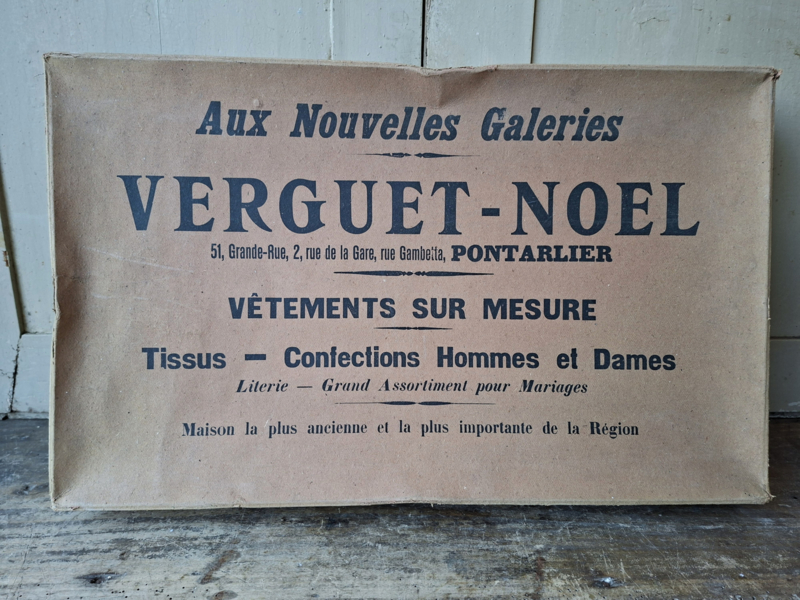 Aux Nouvelles Galeries
VERGUET-NOEL
51, Grande-Rue, 2, rue de la Gare, rue Gambetta, PONTARLIER
VÊTEMENTS SUR MESURE
Tissus — Confections Hommes et Dames
Literie — Grand Assortiment pour Mariages
Maison la plus ancienne et la plus importante de la Région